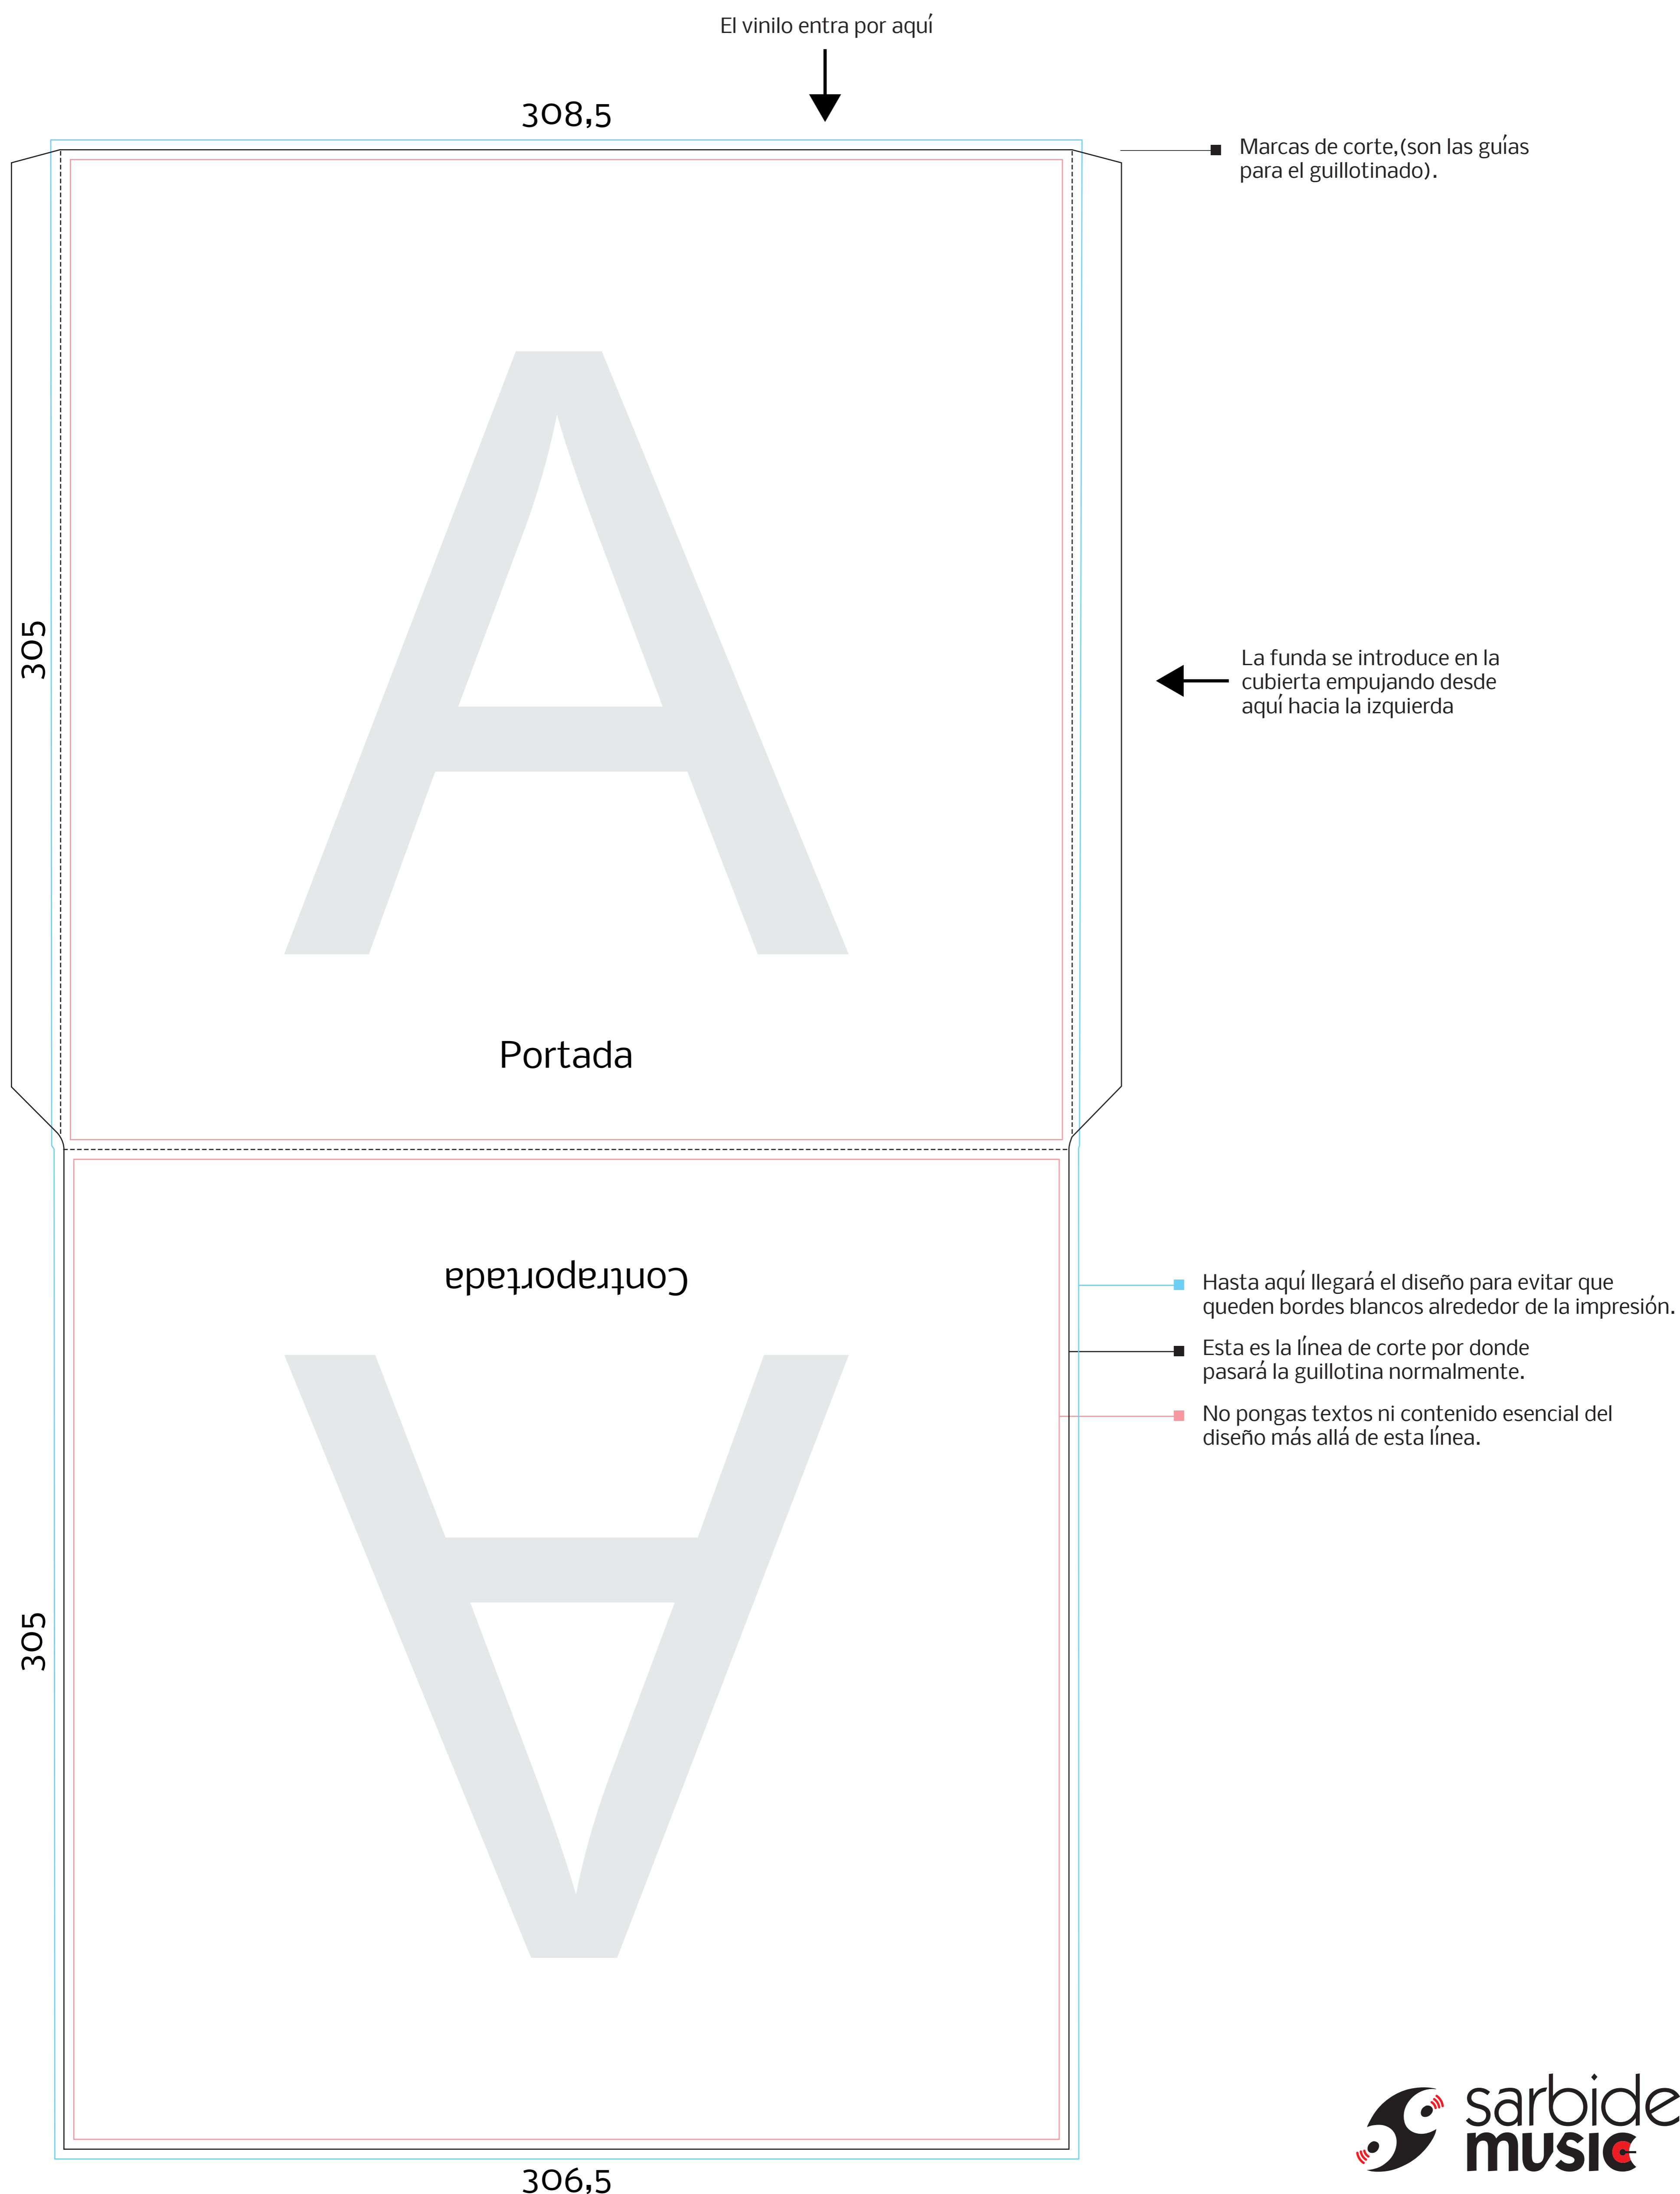 El vinilo entra por aquí
308,5
Marcas de corte,(son las guías
para el guillotinado).
305
La funda se introduce en la
cubierta empujando desde
aquí hacia la izquierda
A
Portada
Contraportada
A
Hasta aquí llegará el diseño para evitar que
queden bordes blancos alrededor de la impresión.
Esta es la línea de corte por donde
pasará la guillotina normalmente.
No pongas textos ni contenido esencial del
diseño más allá de esta línea.
305
306,5
sarbide
music